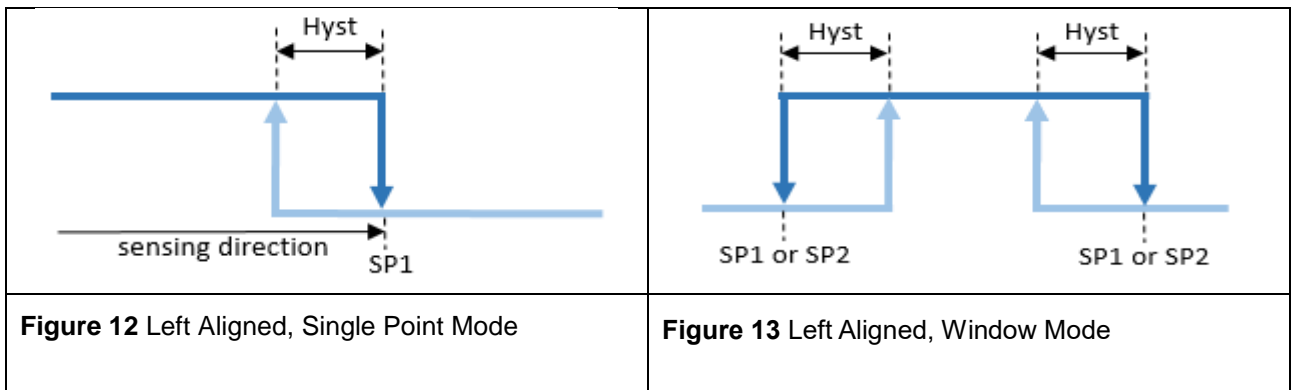 Hyst
sensing direction
SP1
Hyst
Hyst
SP1 or SP2
SP1 or SP2
Figure 12 Left Aligned, Single Point Mode
Figure 13 Left Aligned, Window Mode